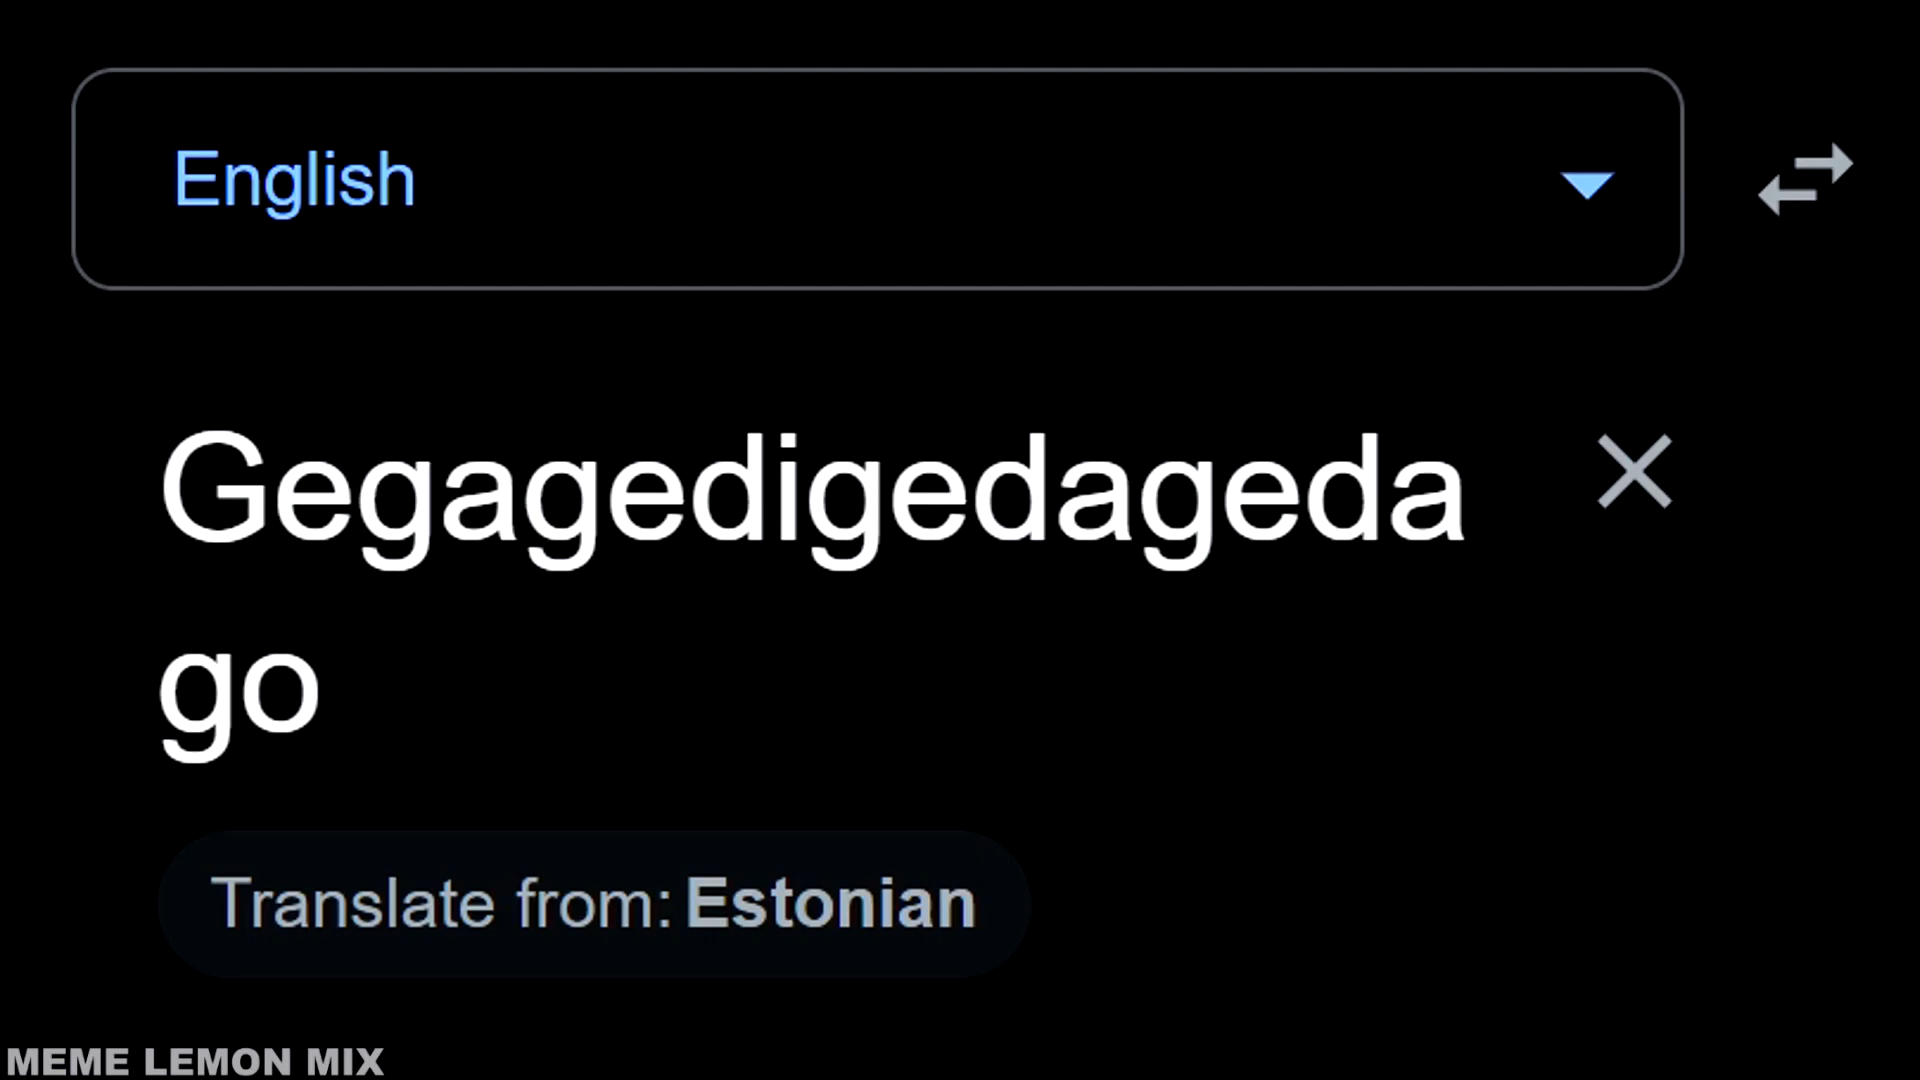 English
Gegagedigedageda
go
Translate from: Estonian
MEME LEMON MIX